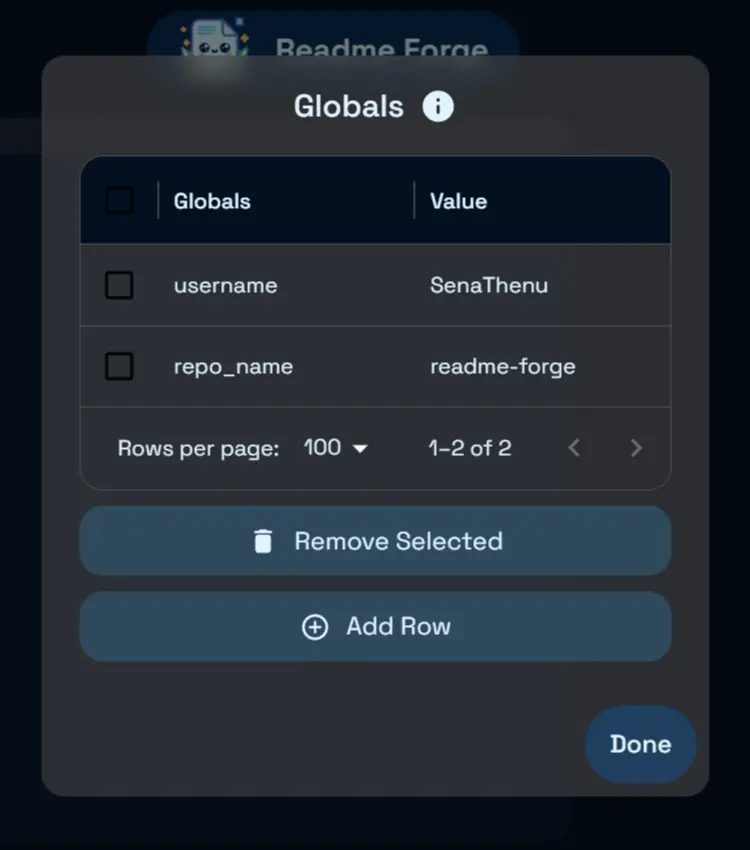 Readme Forge
Globals
Globals Value
username SenaThenu
repo_name readme-forge
Rows per page: 100 1–2 of 2
Remove Selected
Add Row
Done